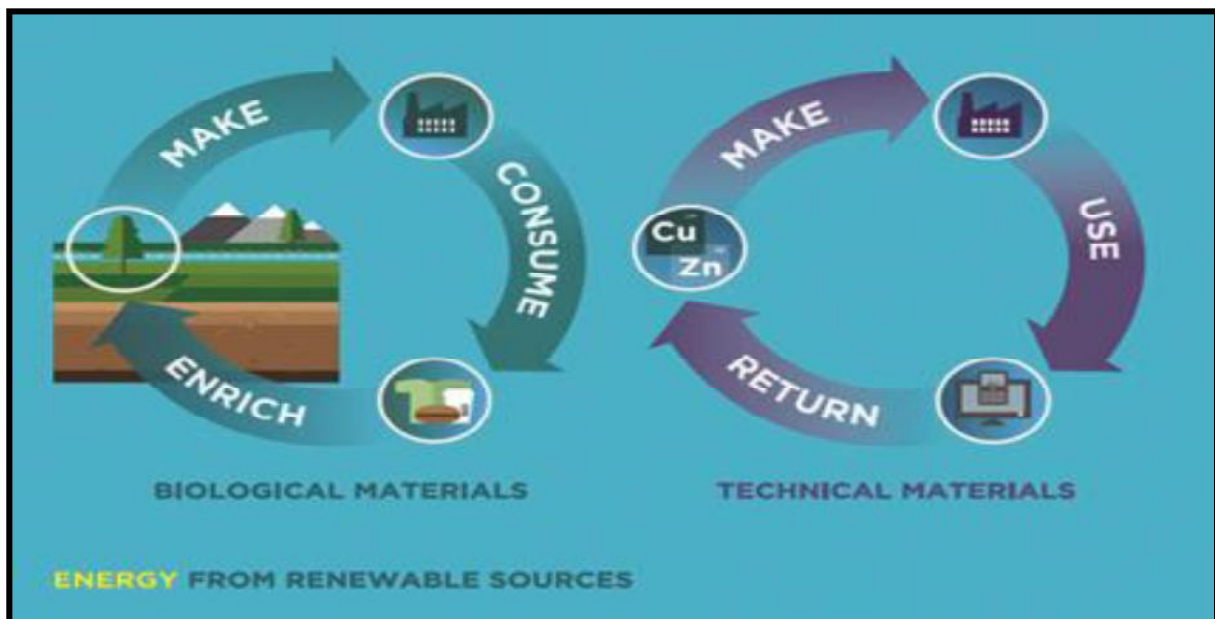 MAKE
CONSUME
ENRICH
BIOLOGICAL MATERIALS
MAKE
USE
RETURN
Cu
Zn
TECHNICAL MATERIALS
ENERGY FROM RENEWABLE SOURCES